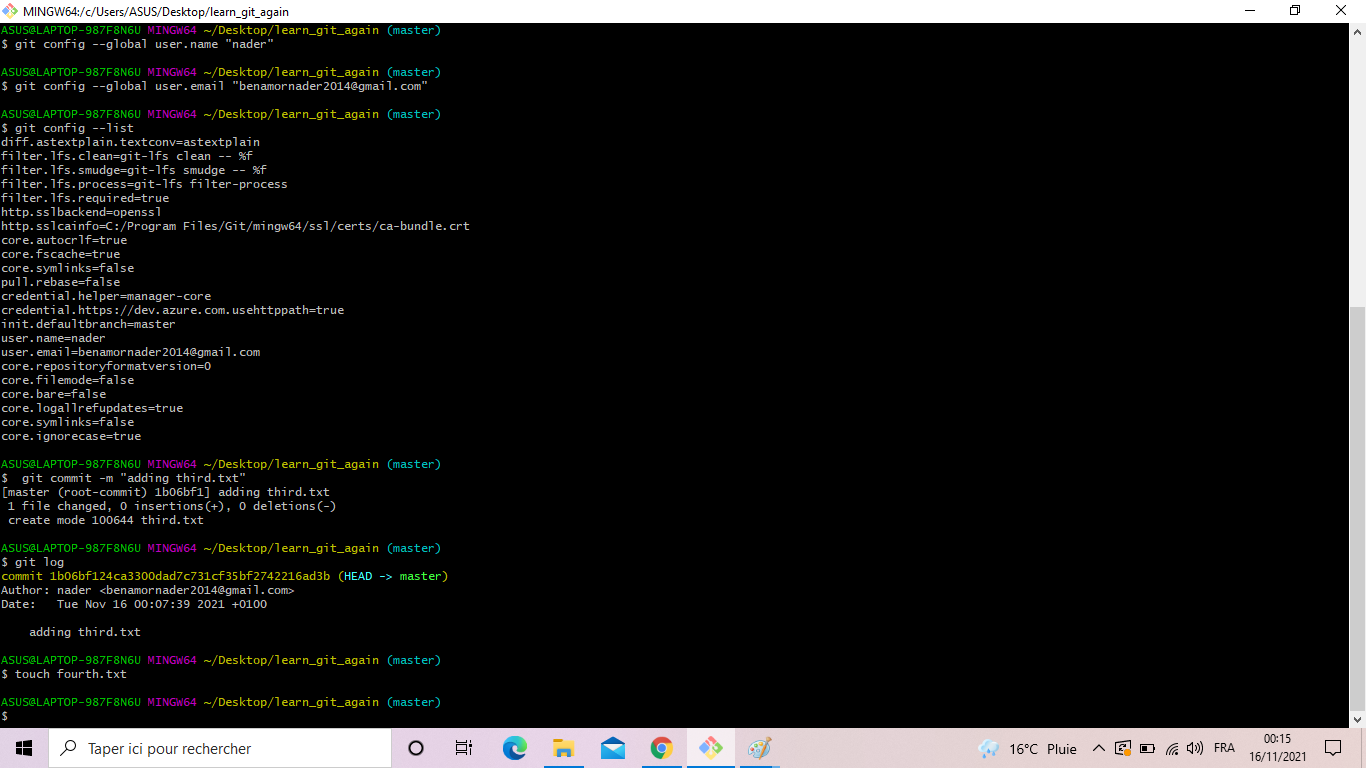 MINGW64:/c/Users/ASUS/Desktop/learn_git_again
ASUS@LAPTOP-987F8N6U MINGW64 ~/Desktop/learn_git_again (master)
$ git config --global user.name "nader"
ASUS@LAPTOP-987F8N6U MINGW64 ~/Desktop/learn_git_again (master)
$ git config --global user.email "benamornader2014@gmail.com"
ASUS@LAPTOP-987F8N6U MINGW64 ~/Desktop/learn_git_again (master)
$ git config --list
diff.astextplain.textconv=astextplain
filter.lfs.clean=git-lfs clean -- %f
filter.lfs.smudge=git-lfs smudge -- %f
filter.lfs.process=git-lfs filter-process
filter.lfs.required=true
http.sslbackend=openssl
http.sslcainfo=C:/Program Files/Git/mingw64/ssl/certs/ca-bundle.crt
core.autocrlf=true
core.fscache=true
core.symlinks=false
pull.rebase=false
credential.helper=manager-core
credential.https://dev.azure.com.usehttppath=true
init.defaultbranch=master
user.name=nader
user.email=benamornader2014@gmail.com
core.repositoryformatversion=0
core.filemode=false
core.bare=false
core.logallrefupdates=true
core.symlinks=false
core.ignorecase=true
ASUS@LAPTOP-987F8N6U MINGW64 ~/Desktop/learn_git_again (master)
$  git commit -m "adding third.txt"
[master (root-commit) 1b06bf1] adding third.txt
 1 file changed, 0 insertions(+), 0 deletions(-)
 create mode 100644 third.txt
ASUS@LAPTOP-987F8N6U MINGW64 ~/Desktop/learn_git_again (master)
$ git log
commit 1b06bf124ca3300dad7c731cf35bf2742216ad3b (HEAD -> master)
Author: nader <benamornader2014@gmail.com>
Date:   Tue Nov 16 00:07:39 2021 +0100
    adding third.txt
ASUS@LAPTOP-987F8N6U MINGW64 ~/Desktop/learn_git_again (master)
$ touch fourth.txt
ASUS@LAPTOP-987F8N6U MINGW64 ~/Desktop/learn_git_again (master)
$
Taper ici pour rechercher
16°C Pluie
FRA
00:15
16/11/2021